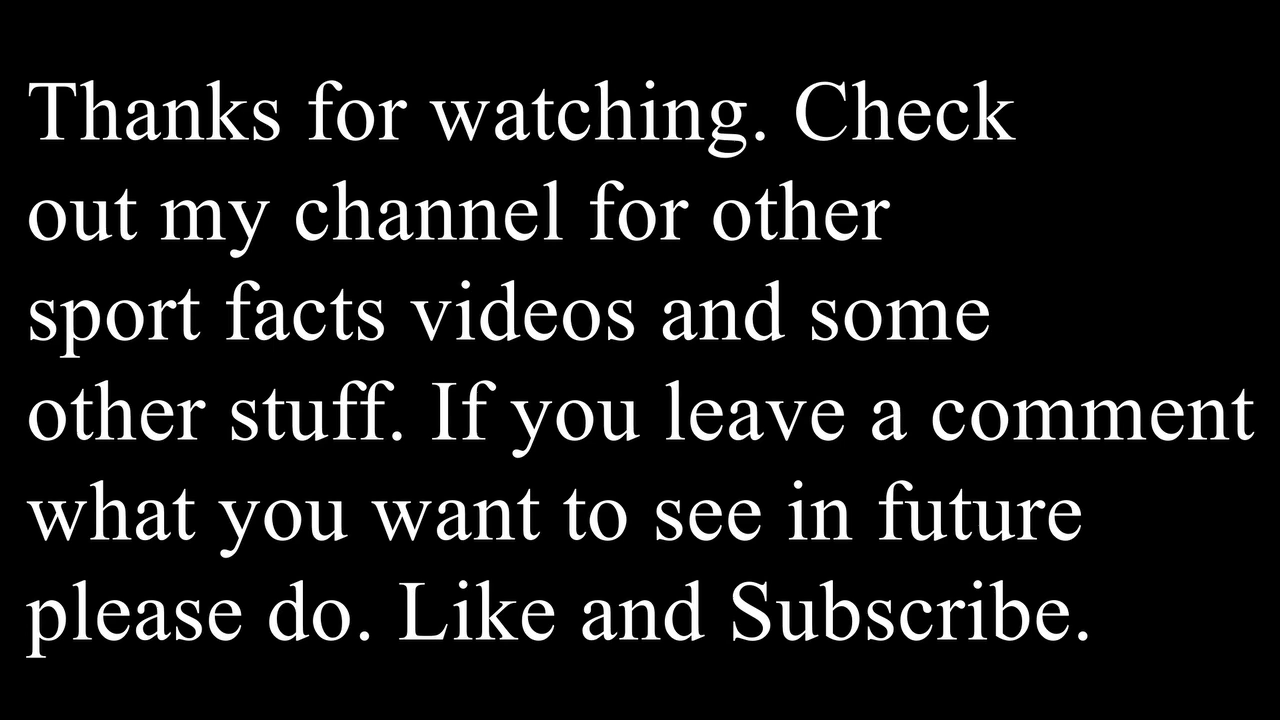 Thanks for watching. Check
out my channel for other
sport facts videos and some
other stuff. If you leave a comment
what you want to see in future
please do. Like and Subscribe.